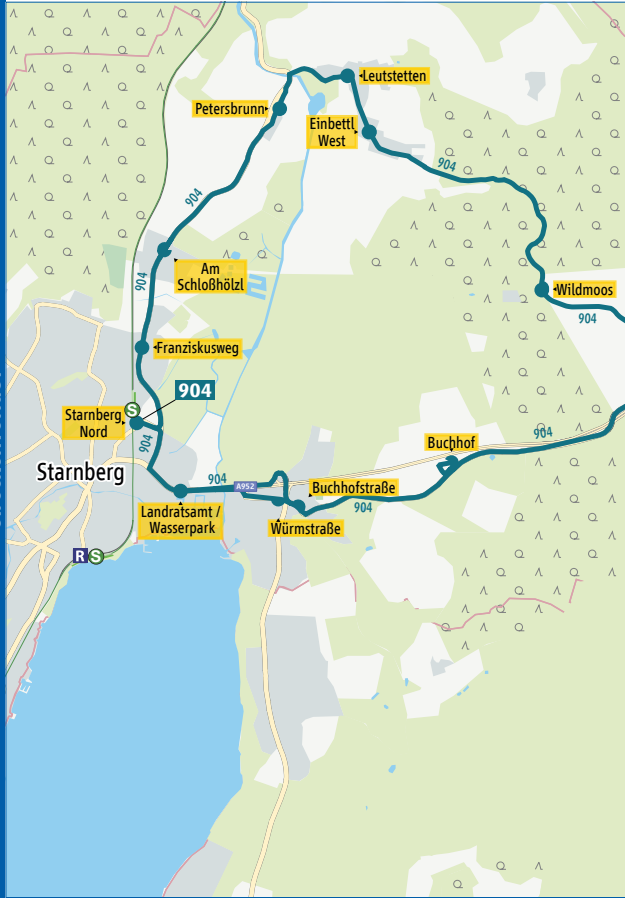 Leutstetten
Petersbrunn
Einbettl
West
904
904
Am
Schloßhölzl
904
Wildmoos
904
Franziskusweg
904
S
Starnberg
Nord
904
904
Buchhof
Starnberg
904
A952
Buchhofstraße
904
Landratsamt /
Wasserpark
Würmstraße
R S